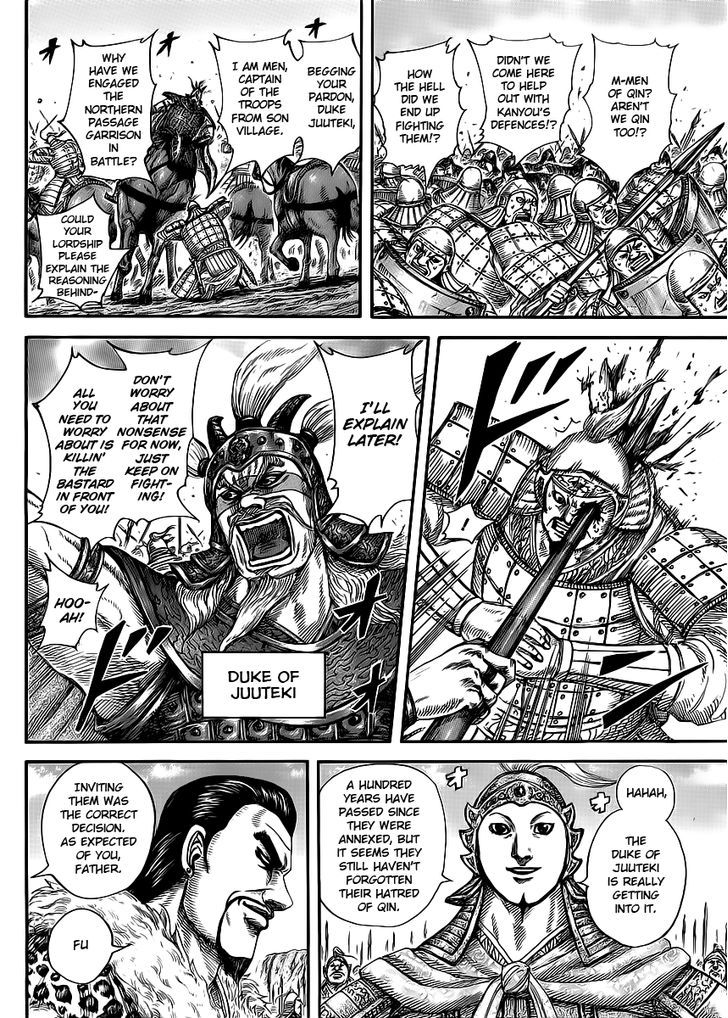 M-MEN
OF QIN?
AREN'T
WE QIN
TOO!?
DIDN'T WE
COME HERE
TO HELP
OUT WITH
KANYOU'S
DEFENCES!?
HOW
THE HELL
DID WE
END UP
FIGHTING
THEM!?
BEGGING
YOUR
PARDON,
DUKE
JUUTEKI,
I AM MEN,
CAPTAIN
OF THE
TROOPS
FROM SON
VILLAGE.
WHY
HAVE WE
ENGAGED
THE
NORTHERN
PASSAGE
GARRISON
IN
BATTLE?
COULD
YOUR
LORDSHIP
PLEASE
EXPLAIN THE
REASONING
BEHIND-
ドッ
!
I'LL
EXPLAIN
LATER!
DON'T
WORRY
ABOUT
THAT
NONSENSE
FOR NOW,
JUST
KEEP ON
FIGHT-
ING!
ALL
YOU
NEED TO
WORRY
ABOUT IS
KILLIN'
THE
BASTARD
IN FRONT
OF YOU!
HOO-
AH!
DUKE OF
JUUTEKI
HAHAH,
THE
DUKE OF
JUUTEKI
IS REALLY
GETTING
INTO IT.
A HUNDRED
YEARS HAVE
PASSED SINCE
THEY WERE
ANNEXED, BUT
IT SEEMS THEY
STILL HAVEN'T
FORGOTTEN
THEIR HATRED
OF QIN.
INVITING
THEM WAS
THE CORRECT
DECISION.
AS EXPECTED
OF YOU,
FATHER.
FU